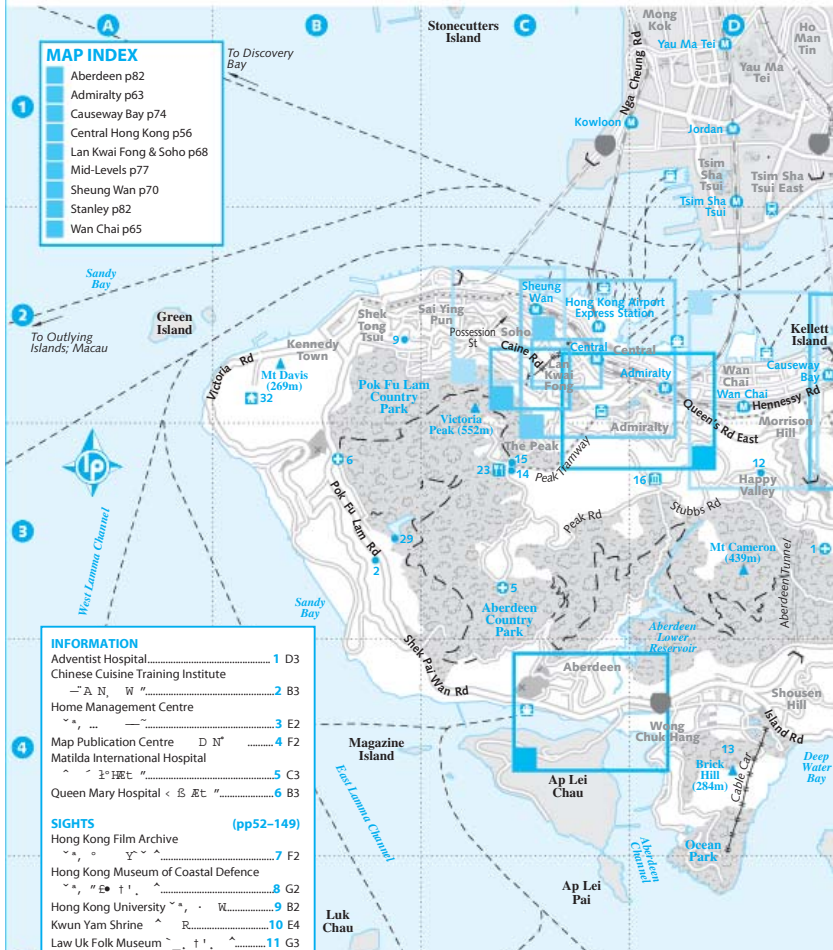 A
B
C
D
1
2
3
4
MAP INDEX
Aberdeen p82
Admiralty p63
Causeway Bay p74
Central Hong Kong p56
Lan Kwai Fong & Soho p68
Mid-Levels p77
Sheung Wan p70
Stanley p82
Wan Chai p65
To Discovery
Bay
Stonecutters
Island
Mong
Kok
Ho
Man
Tin
Yau Ma Tei
Yau Ma
Tei
Nga Cheung Rd
Kowloon
Jordan
Tsim
Sha
Tsui
Tsim Sha
Tsui East
Tsim Sha
Tsui
Sandy
Bay
Green
Island
To Outlying
Islands; Macau
Victoria Rd
Kennedy
Town
Mt Davis
(269m)
32
Shek
Tong
Tsui
9
Sai Ying
Pun
Possession
St
Sheung
Wan
Soho
Caine Rd
Hong Kong Airport
Express Station
Central
Central
Lan
Kwai
Fong
Admiralty
Admiralty
Wan
Chai
Wan Chai
Kellett
Island
Causeway
Bay
Hennessy Rd
Queen's Rd East
Morrison
Hill
Pok Fu Lam
Country
Park
Victoria
Peak (552m)
The Peak
15
14
23
Peak Tramway
16
12
Happy
Valley
6
Pok Fu Lam Rd
29
2
Peak Rd
Stubbs Rd
Mt Cameron
(439m)
1
Aberdeen Tunnel
5
Aberdeen
Country
Park
Aberdeen
Lower
Reservoir
West Lamma Channel
Sandy
Bay
lp
Shek Pai Wan Rd
Aberdeen
Wong
Chuk Hang
Shousen
Hill
Island Rd
13
Brick
Hill
(284m)
Cable Car
Deep
Water
Bay
Ocean
Park
Magazine
Island
East Lamma Channel
Ap Lei
Chau
Aberdeen
Channel
Ap Lei
Pai
Luk
Chau
INFORMATION
Adventist Hospital 1 D3
Chinese Cuisine Training Institute
2 B3
Home Management Centre
3 E2
Map Publication Centre 4 F2
Matilda International Hospital
5 C3
Queen Mary Hospital 6 B3
SIGHTS (pp52–149)
Hong Kong Film Archive
7 F2
Hong Kong Museum of Coastal Defence
8 G2
Hong Kong University 9 B2
Kwun Yam Shrine 10 E4
Law Uk Folk Museum 11 G3